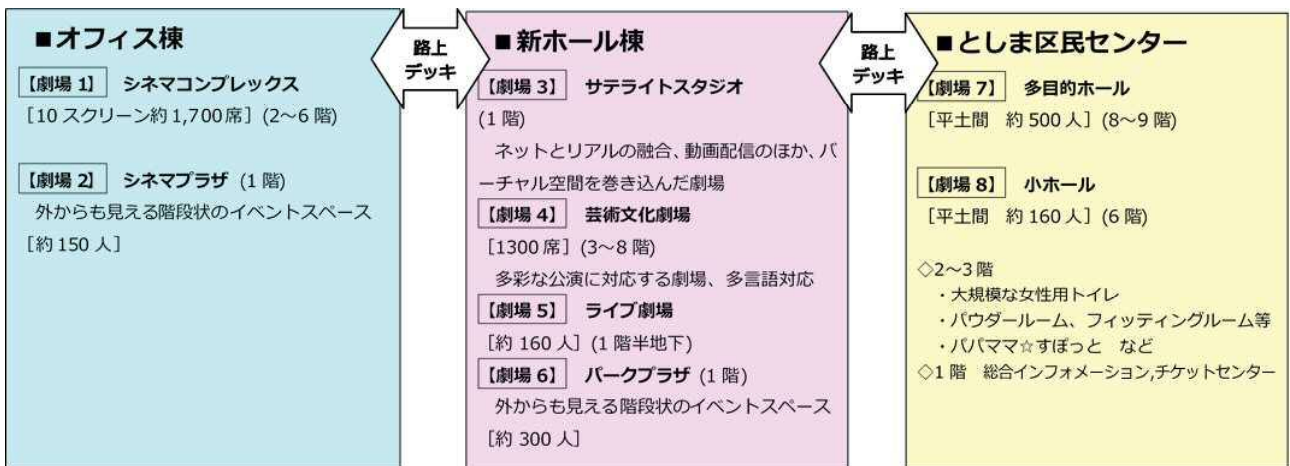 ■オフィス棟
【劇場 1】 シネマコンプレックス
［10 スクリーン約 1,700 席］(2～6 階)
【劇場 2】 シネマプラザ (1 階)
外からも見える階段状のイベントスペース
［約 150 人］
路上
デッキ
■新ホール棟
【劇場 3】 サテライトスタジオ
(1 階)
ネットとリアルの融合、動画配信のほか、バ
ーチャル空間を巻き込んだ劇場
【劇場 4】 芸術文化劇場
［1300 席］(3～8 階)
多彩な公演に対応する劇場、多言語対応
【劇場 5】 ライブ劇場
［約 160 人］(1 階半地下)
【劇場 6】 パークプラザ (1 階)
外からも見える階段状のイベントスペース
［約 300 人］
路上
デッキ
■としま区民センター
【劇場 7】 多目的ホール
［平土間 約 500 人］(8～9 階)
【劇場 8】 小ホール
［平土間 約 160 人］(6 階)
◇2～3 階
・大規模な女性用トイレ
・パウダールーム、フィッティングルーム等
・パパママ☆すぽっと など
◇1 階 総合インフォメーション,チケットセンター